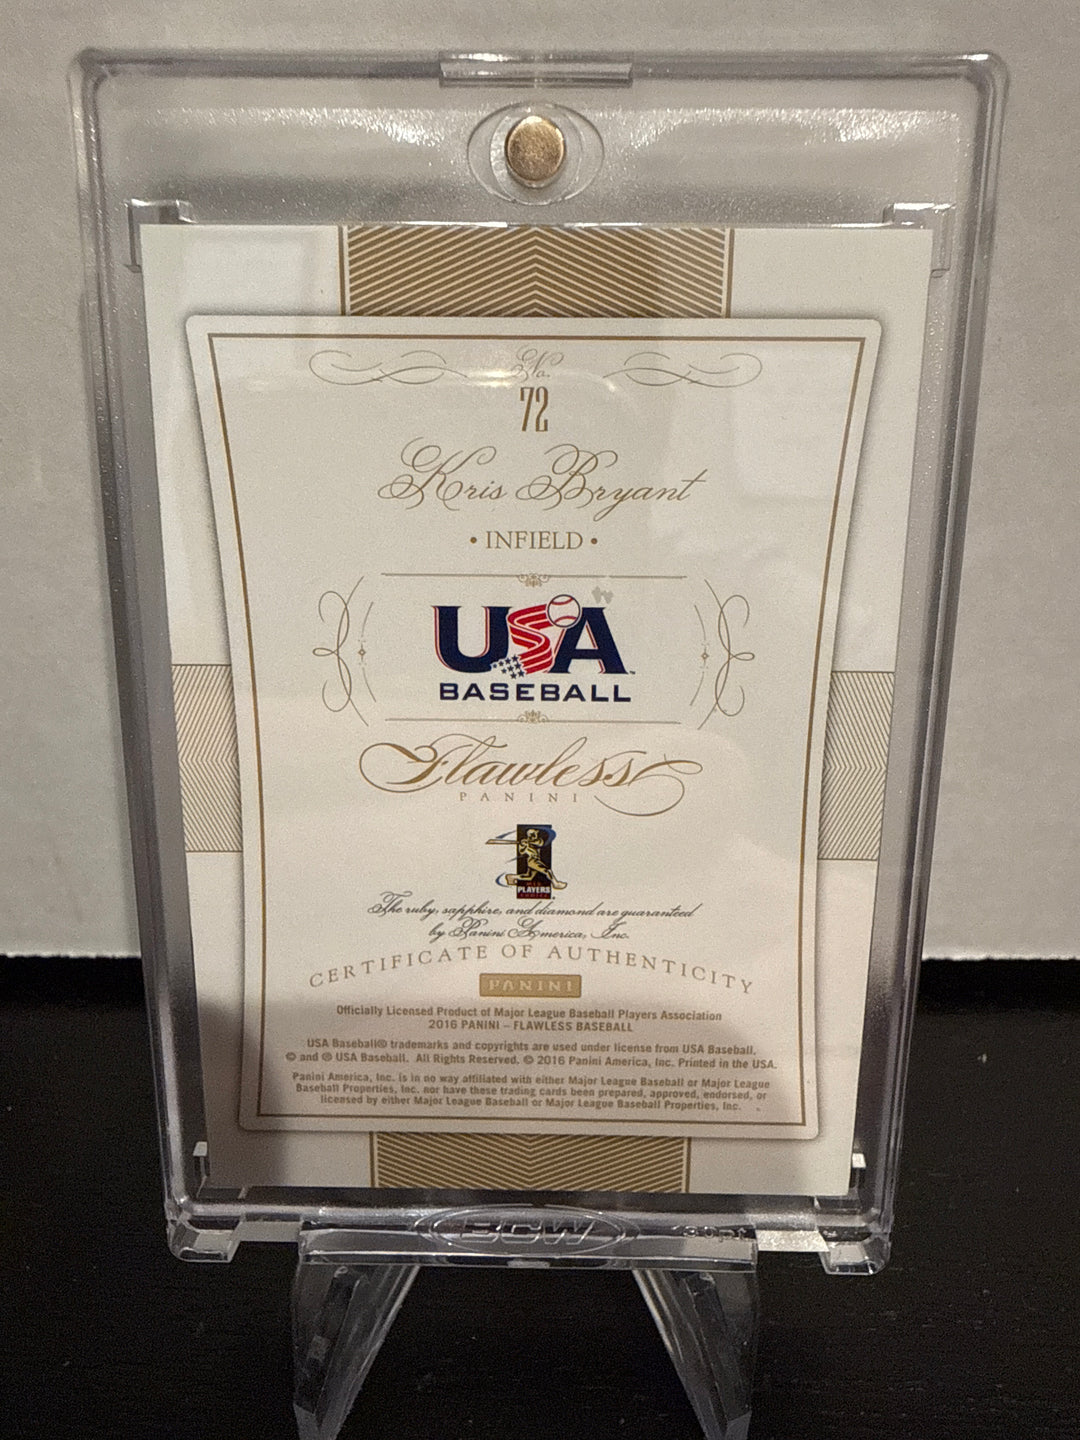 No.
72
Kris Bryant
• INFIELD •
USA
BASEBALL
Flawless
PANINI
PLAYERS
The ruby, sapphire, and diamond are guaranteed
by Panini America, Inc.
CERTIFICATE OF AUTHENTICITY
PANINI
Officially Licensed Product of Major League Baseball Players Association
2016 PANINI – FLAWLESS BASEBALL
USA Baseball® trademarks and copyrights are used under license from USA Baseball.
© and ® USA Baseball. All Rights Reserved. © 2016 Panini America, Inc. Printed in the USA.
Panini America, Inc. is in no way affiliated with either Major League Baseball or Major League
Baseball Properties, Inc. nor have these trading cards been prepared, approved, endorsed, or
licensed by either Major League Baseball or Major League Baseball Properties, Inc.
BCW